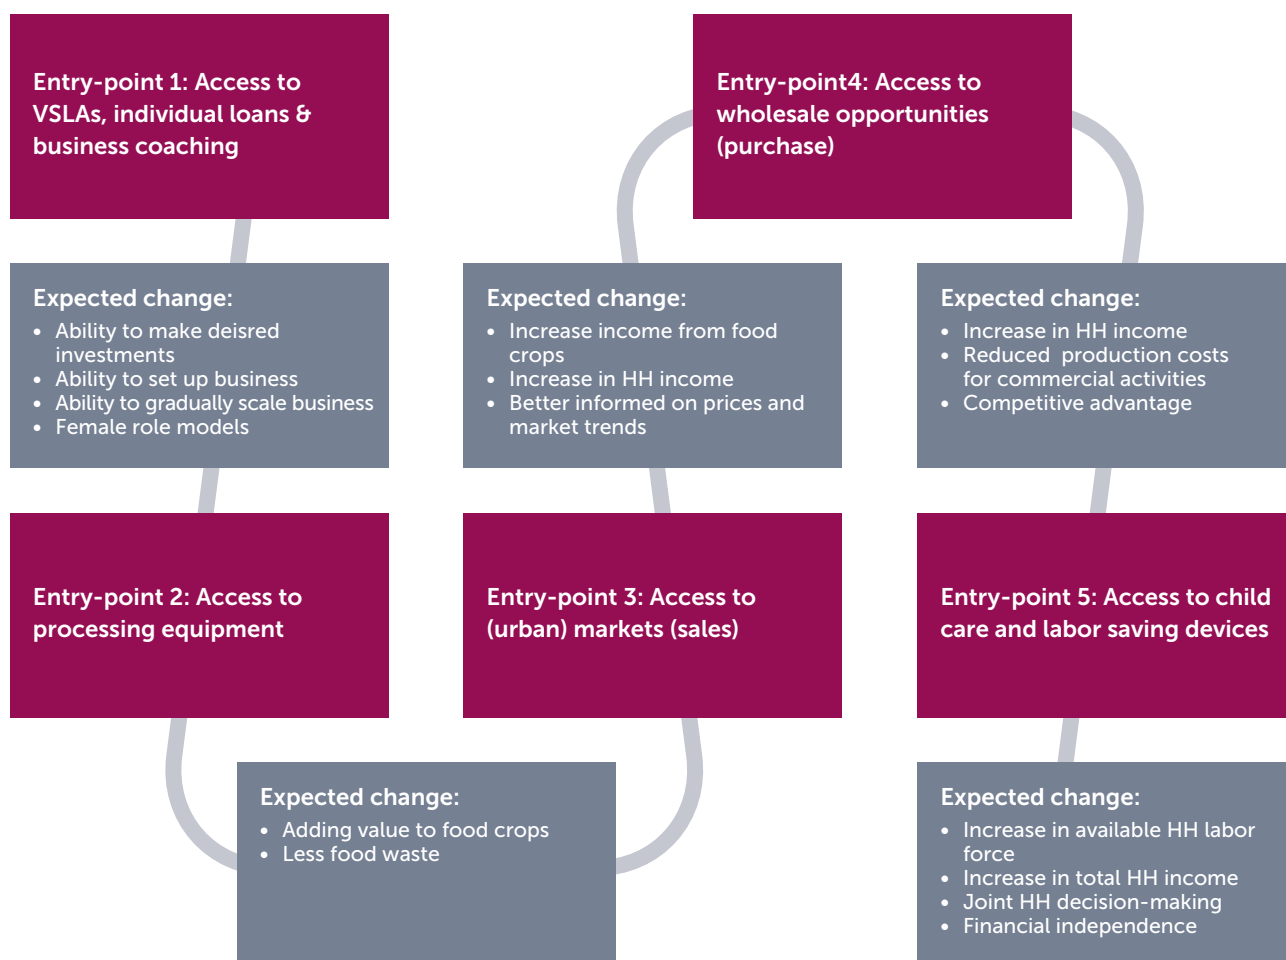 Entry-point 1: Access to
VSLAs, individual loans &
business coaching
Expected change:
• Ability to make deisred
investments
• Ability to set up business
• Ability to gradually scale business
• Female role models
Entry-point 2: Access to
processing equipment
Expected change:
• Adding value to food crops
• Less food waste
Entry-point 3: Access to
(urban) markets (sales)
Expected change:
• Increase income from food
crops
• Increase in HH income
• Better informed on prices and
market trends
Entry-point4: Access to
wholesale opportunities
(purchase)
Expected change:
• Increase in HH income
• Reduced  production costs
for commercial activities
• Competitive advantage
Entry-point 5: Access to child
care and labor saving devices
Expected change:
• Increase in available HH labor
force
• Increase in total HH income
• Joint HH decision-making
• Financial independence